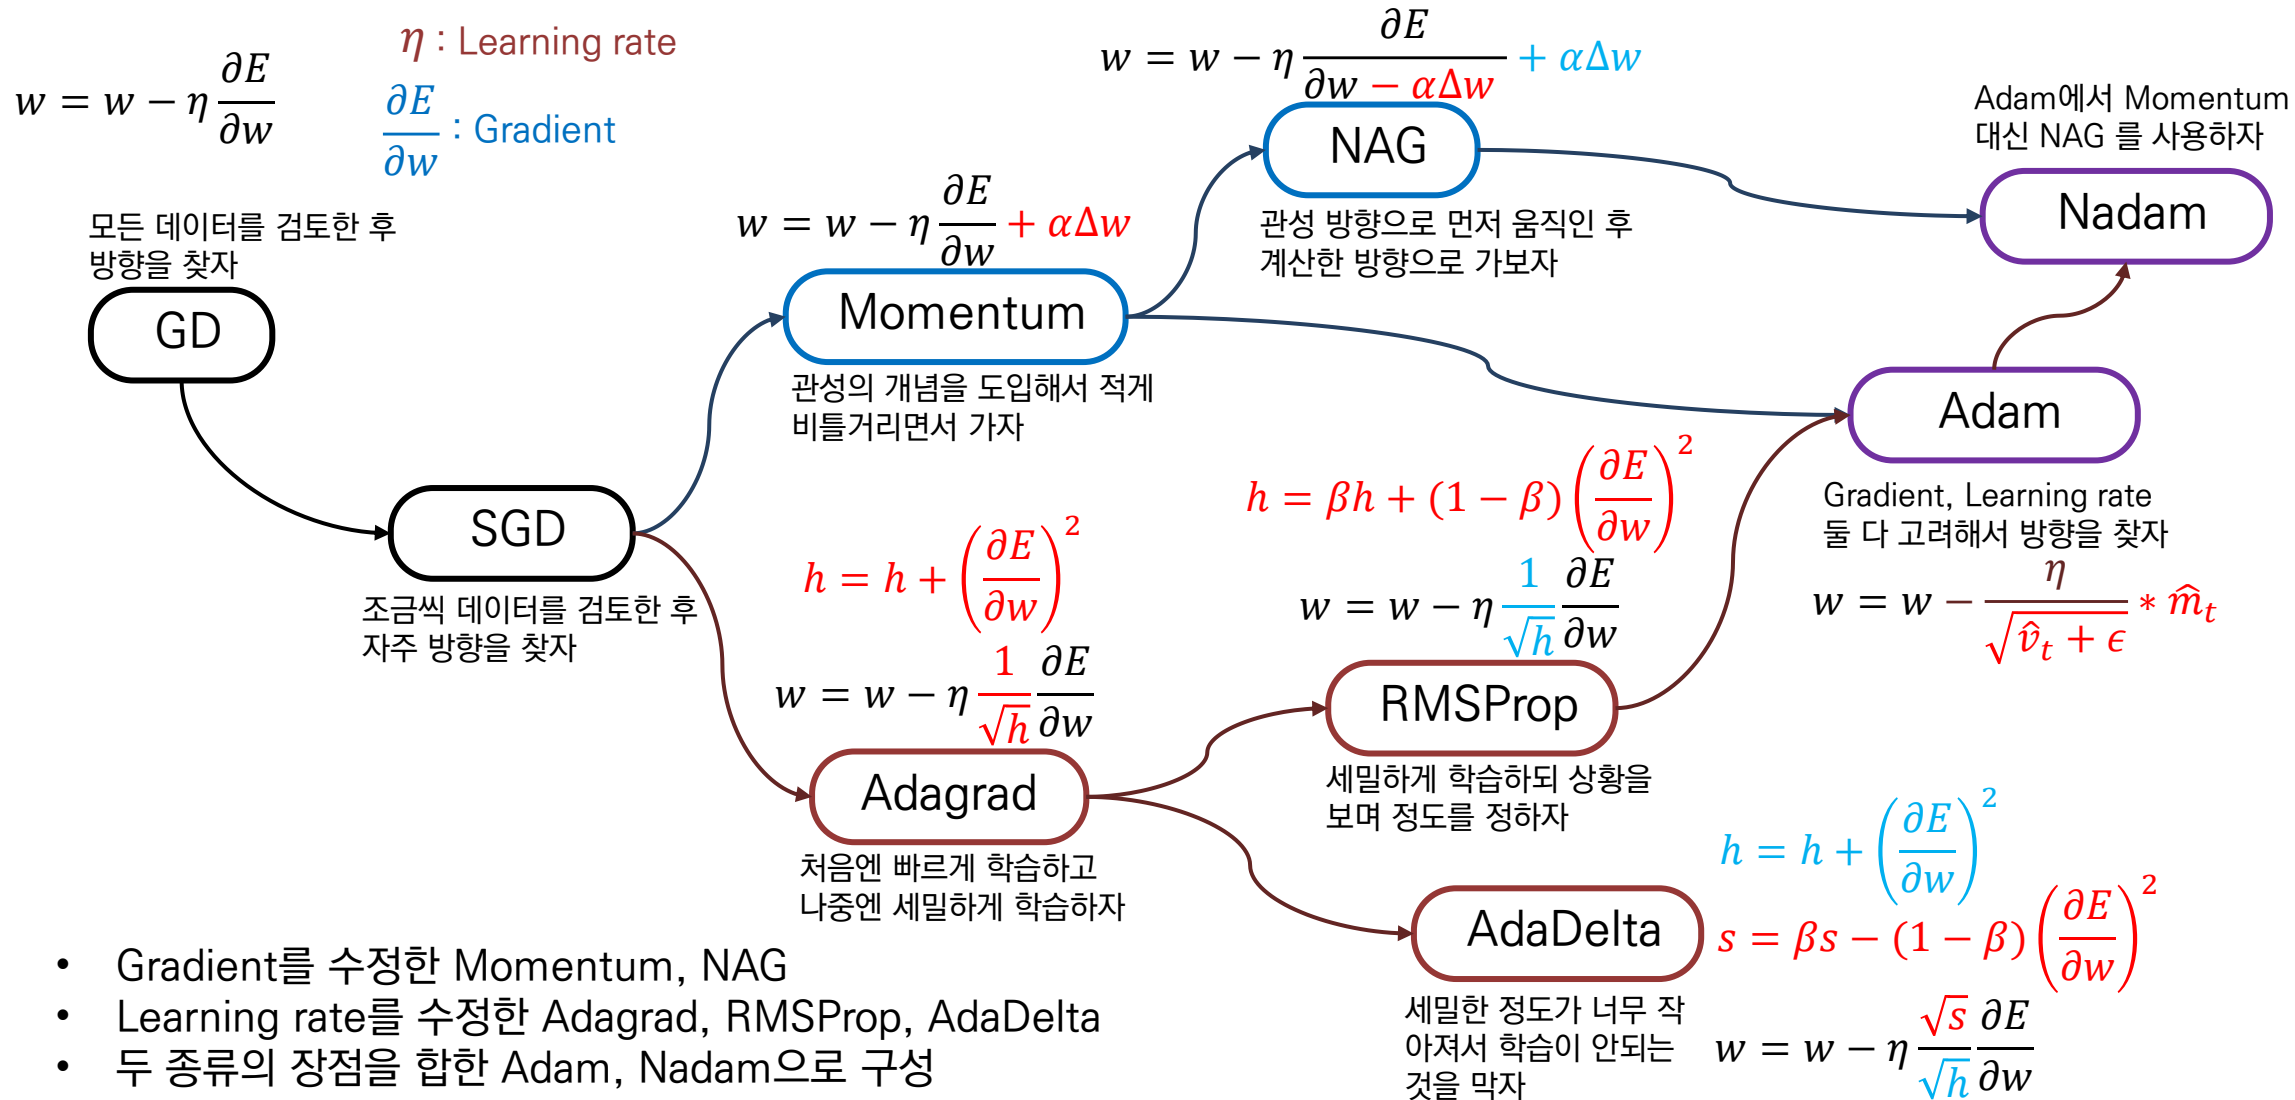 w = w − η ∂E/∂w
η : Learning rate
∂E/∂w : Gradient
모든 데이터를 검토한 후
방향을 찾자
GD
SGD
조금씩 데이터를 검토한 후
자주 방향을 찾자
w = w − η ∂E/∂w + αΔw
Momentum
관성의 개념을 도입해서 적게
비틀거리면서 가자
w = w − η ∂E/(∂w − αΔw) + αΔw
NAG
관성 방향으로 먼저 움직인 후
계산한 방향으로 가보자
Adam에서 Momentum
대신 NAG 를 사용하자
Nadam
Adam
Gradient, Learning rate
둘 다 고려해서 방향을 찾자
w = w − η/√(v̂ₜ + ϵ) * m̂ₜ
h = h + (∂E/∂w)²
w = w − η 1/√h ∂E/∂w
Adagrad
처음엔 빠르게 학습하고
나중엔 세밀하게 학습하자
h = βh + (1 − β)(∂E/∂w)²
w = w − η 1/√h ∂E/∂w
RMSProp
세밀하게 학습하되 상황을
보며 정도를 정하자
AdaDelta
세밀한 정도가 너무 작
아져서 학습이 안되는
것을 막자
h = h + (∂E/∂w)²
s = βs − (1 − β)(∂E/∂w)²
w = w − η √s/√h ∂E/∂w
• Gradient를 수정한 Momentum, NAG
• Learning rate를 수정한 Adagrad, RMSProp, AdaDelta
• 두 종류의 장점을 합한 Adam, Nadam으로 구성